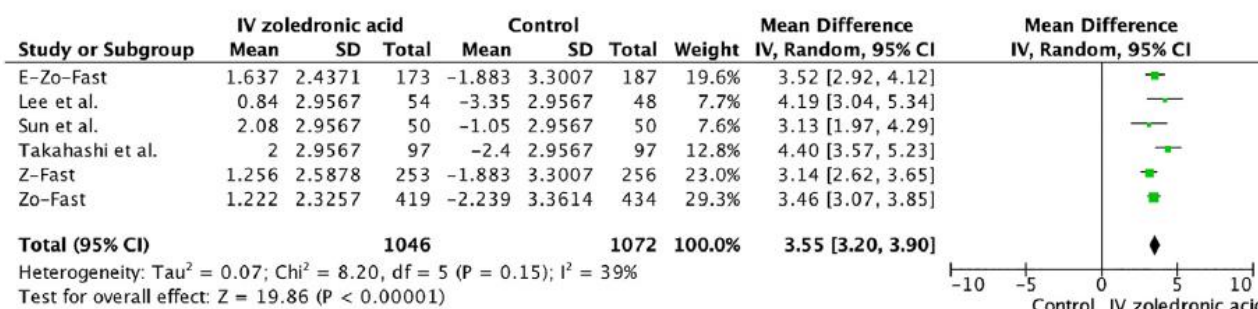 IV zoledronic acid Control Mean Difference Mean Difference
Study or Subgroup Mean SD Total Mean SD Total Weight IV, Random, 95% CI IV, Random, 95% CI
E-Zo-Fast 1.637 2.4371 173 -1.883 3.3007 187 19.6% 3.52 [2.92, 4.12]
Lee et al. 0.84 2.9567 54 -3.35 2.9567 48 7.7% 4.19 [3.04, 5.34]
Sun et al. 2.08 2.9567 50 -1.05 2.9567 50 7.6% 3.13 [1.97, 4.29]
Takahashi et al. 2 2.9567 97 -2.4 2.9567 97 12.8% 4.40 [3.57, 5.23]
Z-Fast 1.256 2.5878 253 -1.883 3.3007 256 23.0% 3.14 [2.62, 3.65]
Zo-Fast 1.222 2.3257 419 -2.239 3.3614 434 29.3% 3.46 [3.07, 3.85]
Total (95% CI) 1046 1072 100.0% 3.55 [3.20, 3.90]
Heterogeneity: Tau² = 0.07; Chi² = 8.20, df = 5 (P = 0.15); I² = 39%
Test for overall effect: Z = 19.86 (P < 0.00001)
-10 -5 0 5 10
Control IV zoledronic acid